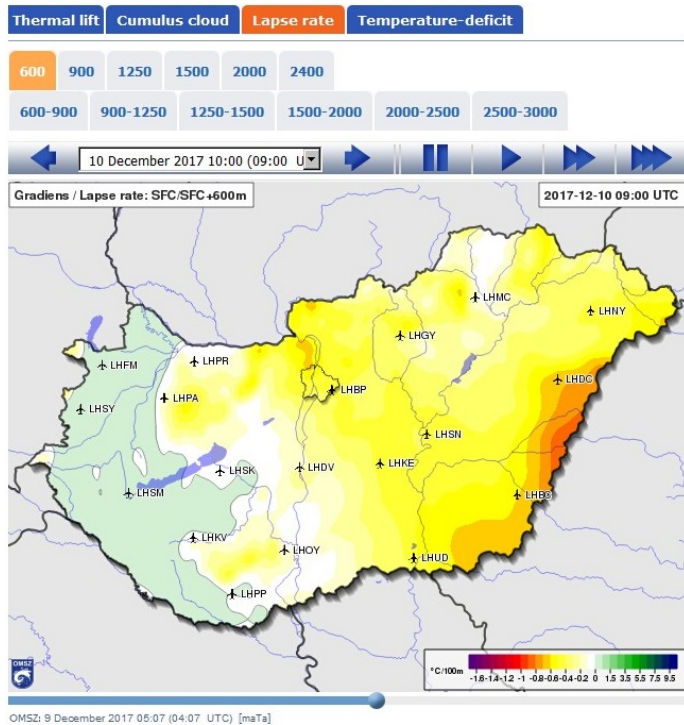 Thermal lift Cumulus cloud Lapse rate Temperature-deficit
600 900 1250 1500 2000 2400
600-900 900-1250 1250-1500 1500-2000 2000-2500 2500-3000
10 December 2017 10:00 (09:00 U
Gradiens / Lapse rate: SFC/SFC+600m 2017-12-10 09:00 UTC
LHMC
LHNY
LHGY
LHPR
LHFM
LHDC
LHBP
LHPA
LHSY
LHSN
LHKE
LHDV
LHSK
LHSM
LHBC
LHKV
LHOY
LHUD
LHPP
°C/100m
-1.6 -1.4 -1.2 -1 -0.8 -0.6 -0.4 -0.2 0 1.5 3.5 5.5 7.5 9.5
OMSZ
OMSZ: 9 December 2017 05:07 (04:07 UTC) [maTa]